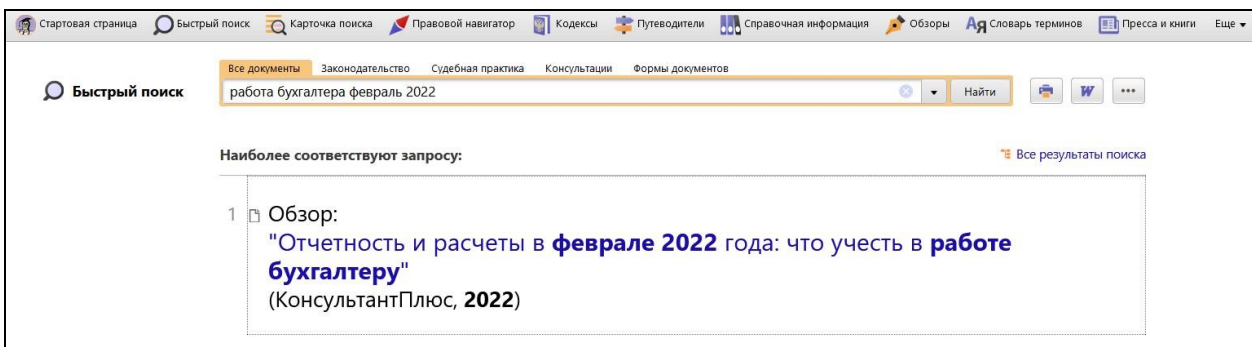 Стартовая страница Быстрый поиск Карточка поиска Правовой навигатор Кодексы Путеводители Справочная информация Обзоры Словарь терминов Пресса и книги Еще
Все документы Законодательство Судебная практика Консультации Формы документов
Быстрый поиск работа бухгалтера февраль 2022 Найти W
Наиболее соответствуют запросу: Все результаты поиска
1 Обзор:
"Отчетность и расчеты в феврале 2022 года: что учесть в работе
бухгалтеру"
(КонсультантПлюс, 2022)